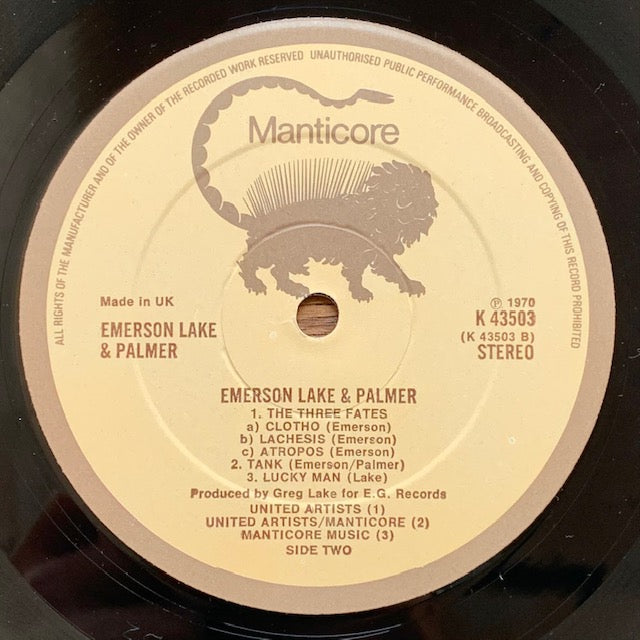 ALL RIGHTS OF THE MANUFACTURER AND OF THE OWNER OF THE RECORDED WORK RESERVED UNAUTHORISED PUBLIC PERFORMANCE BROADCASTING AND COPYING OF THIS RECORD PROHIBITED
Manticore
Made in UK
EMERSON LAKE
& PALMER
℗ 1970
K 43503
(K 43503 B)
STEREO
EMERSON LAKE & PALMER
1. THE THREE FATES
a) CLOTHO (Emerson)
b) LACHESIS (Emerson)
c) ATROPOS (Emerson)
2. TANK (Emerson/Palmer)
3. LUCKY MAN (Lake)
Produced by Greg Lake for E.G. Records
UNITED ARTISTS (1)
UNITED ARTISTS/MANTICORE (2)
MANTICORE MUSIC (3)
SIDE TWO